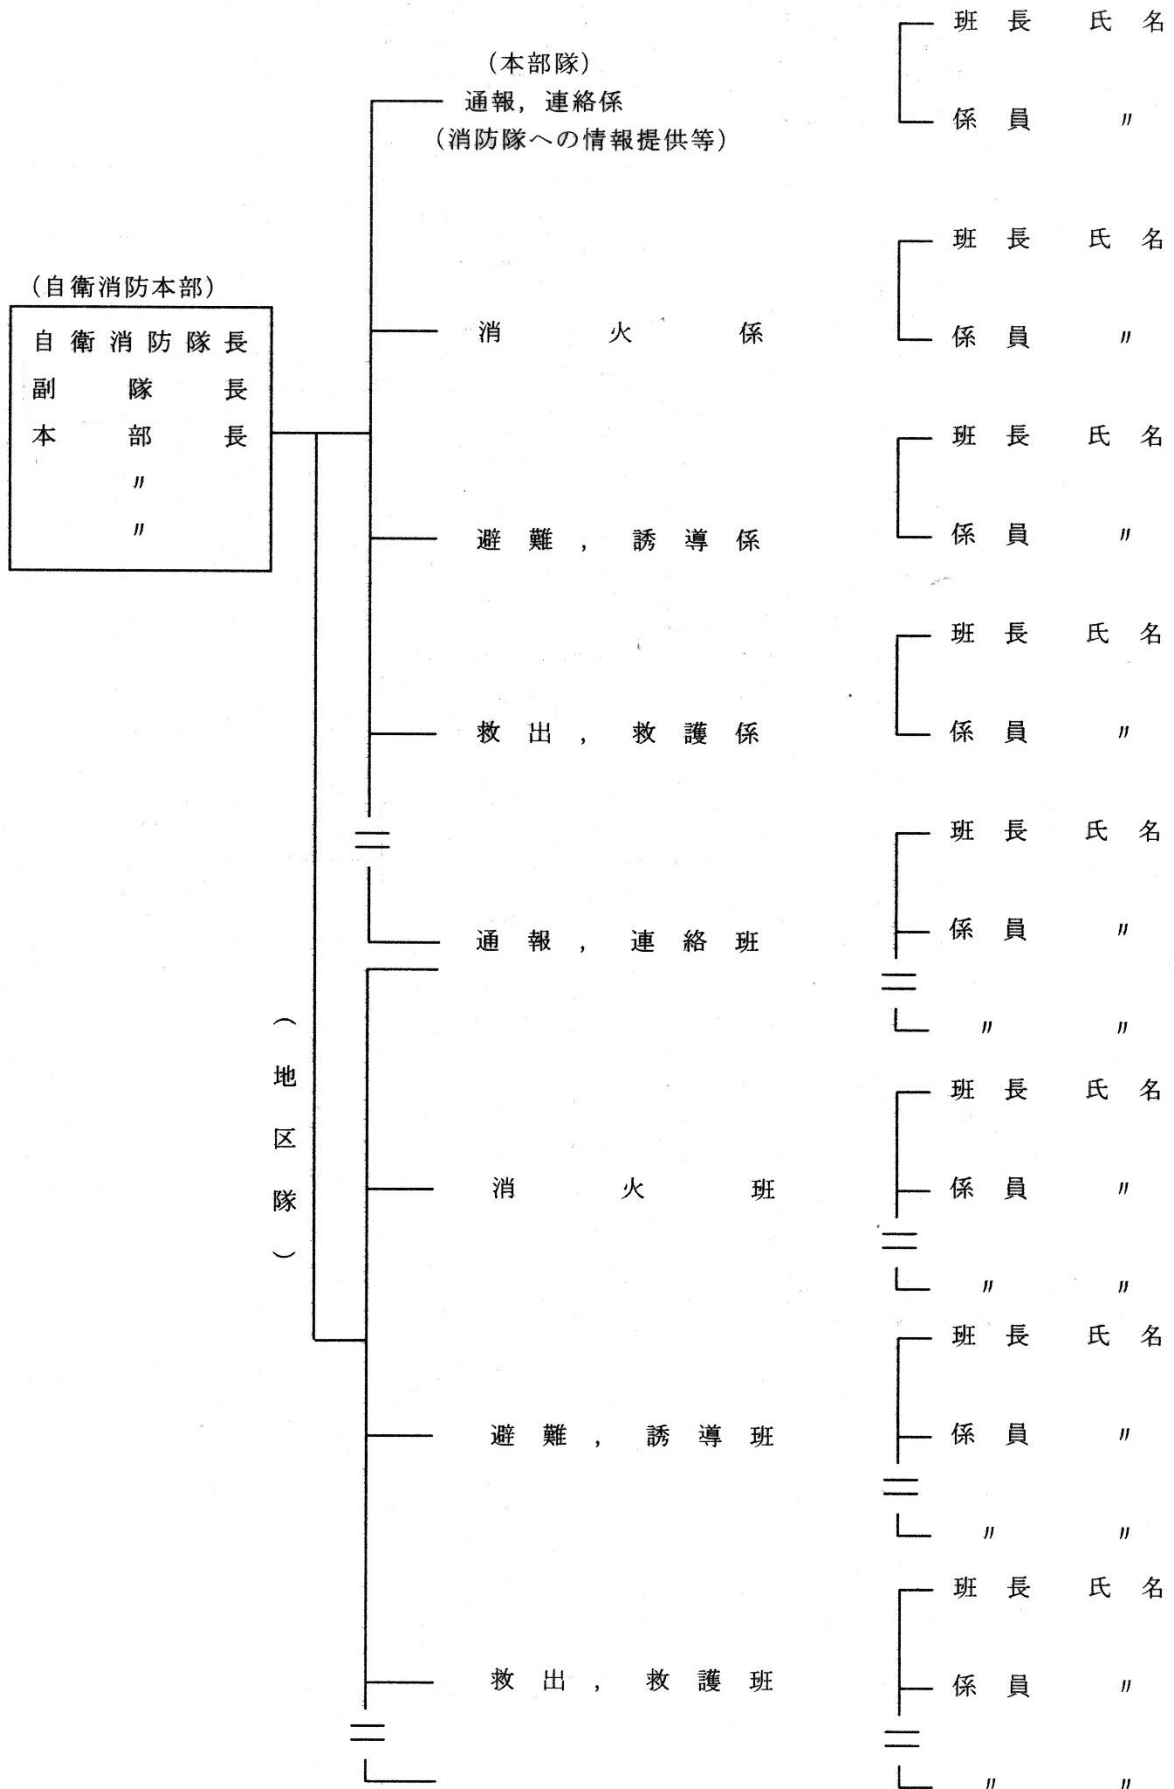 (本部隊)
通報,連絡係
(消防隊への情報提供等)
班長 氏名
係員 〃
消火係
班長 氏名
係員 〃
(自衛消防本部)
自衛消防隊長
副隊長
本部長
〃
〃
避難,誘導係
班長 氏名
係員 〃
救出,救護係
班長 氏名
係員 〃
(地区隊)
通報,連絡班
班長 氏名
係員 〃
〃 〃
消火班
班長 氏名
係員 〃
〃 〃
避難,誘導班
班長 氏名
係員 〃
〃 〃
救出,救護班
班長 氏名
係員 〃
〃 〃